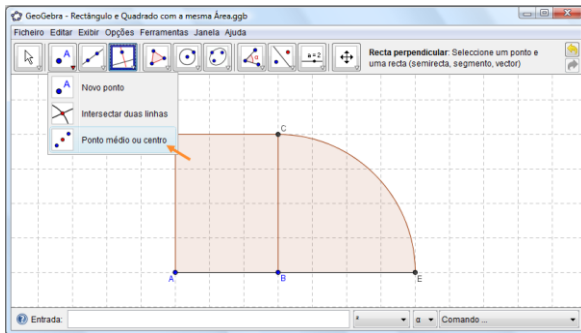 GeoGebra - Rectângulo e Quadrado com a mesma Área.ggb
Ficheiro Editar Exibir Opções Ferramentas Janela Ajuda
A
α
a=2
Recta perpendicular: Seleccione um ponto e
uma recta (semirecta, segmento, vector)
A
Novo ponto
Intersectar duas linhas
Ponto médio ou centro
C
A
B
E
Entrada:
α
Comando ...